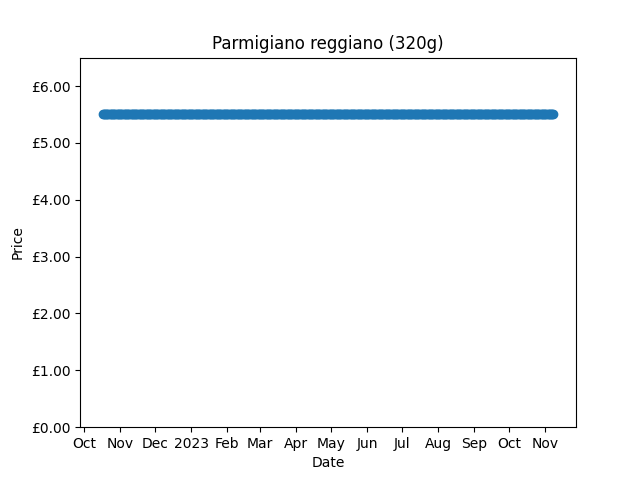 Parmigiano reggiano (320g)
£6.00
£5.00
£4.00
£3.00
£2.00
£1.00
£0.00
Price
Oct Nov Dec 2023 Feb Mar Apr May Jun Jul Aug Sep Oct Nov
Date